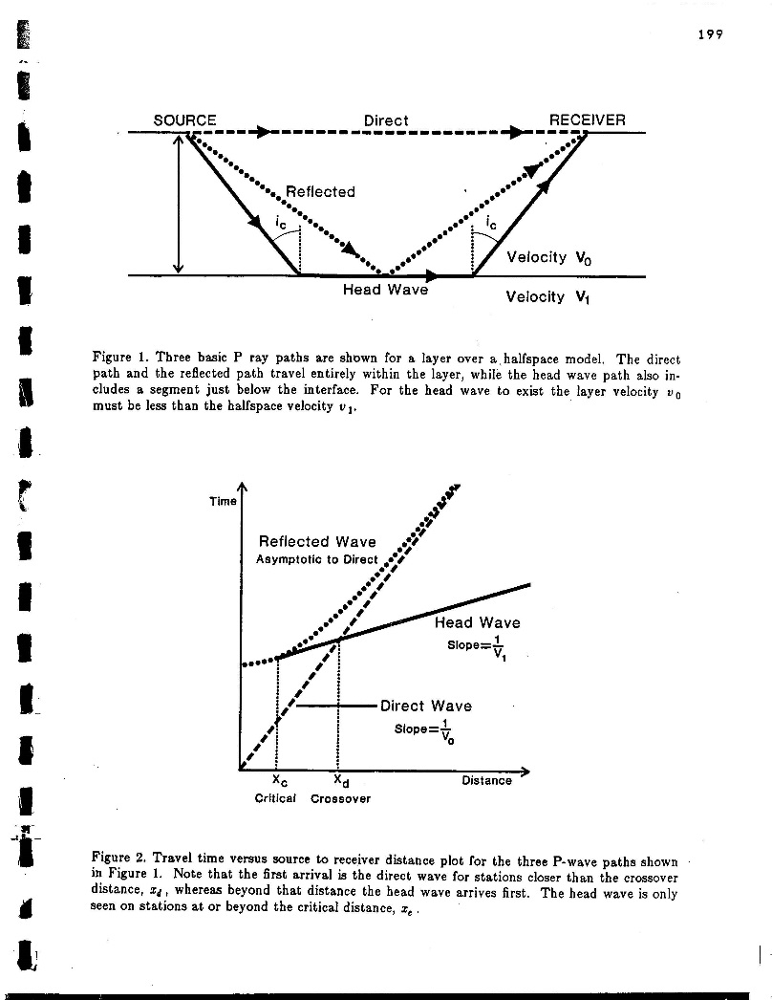 199
SOURCE Direct RECEIVER
Reflected
ic ic
Velocity V0
Head Wave
Velocity V1
Figure 1. Three basic P ray paths are shown for a layer over a halfspace model. The direct
path and the reflected path travel entirely within the layer, while the head wave path also in-
cludes a segment just below the interface. For the head wave to exist the layer velocity v0
must be less than the halfspace velocity v1.
Time
Reflected Wave
Asymptotic to Direct
Head Wave
Slope=1/V1
Direct Wave
Slope=1/V0
Xc Xd Distance
Critical Crossover
Figure 2. Travel time versus source to receiver distance plot for the three P-wave paths shown
in Figure 1. Note that the first arrival is the direct wave for stations closer than the crossover
distance, xd, whereas beyond that distance the head wave arrives first. The head wave is only
seen on stations at or beyond the critical distance, xc.